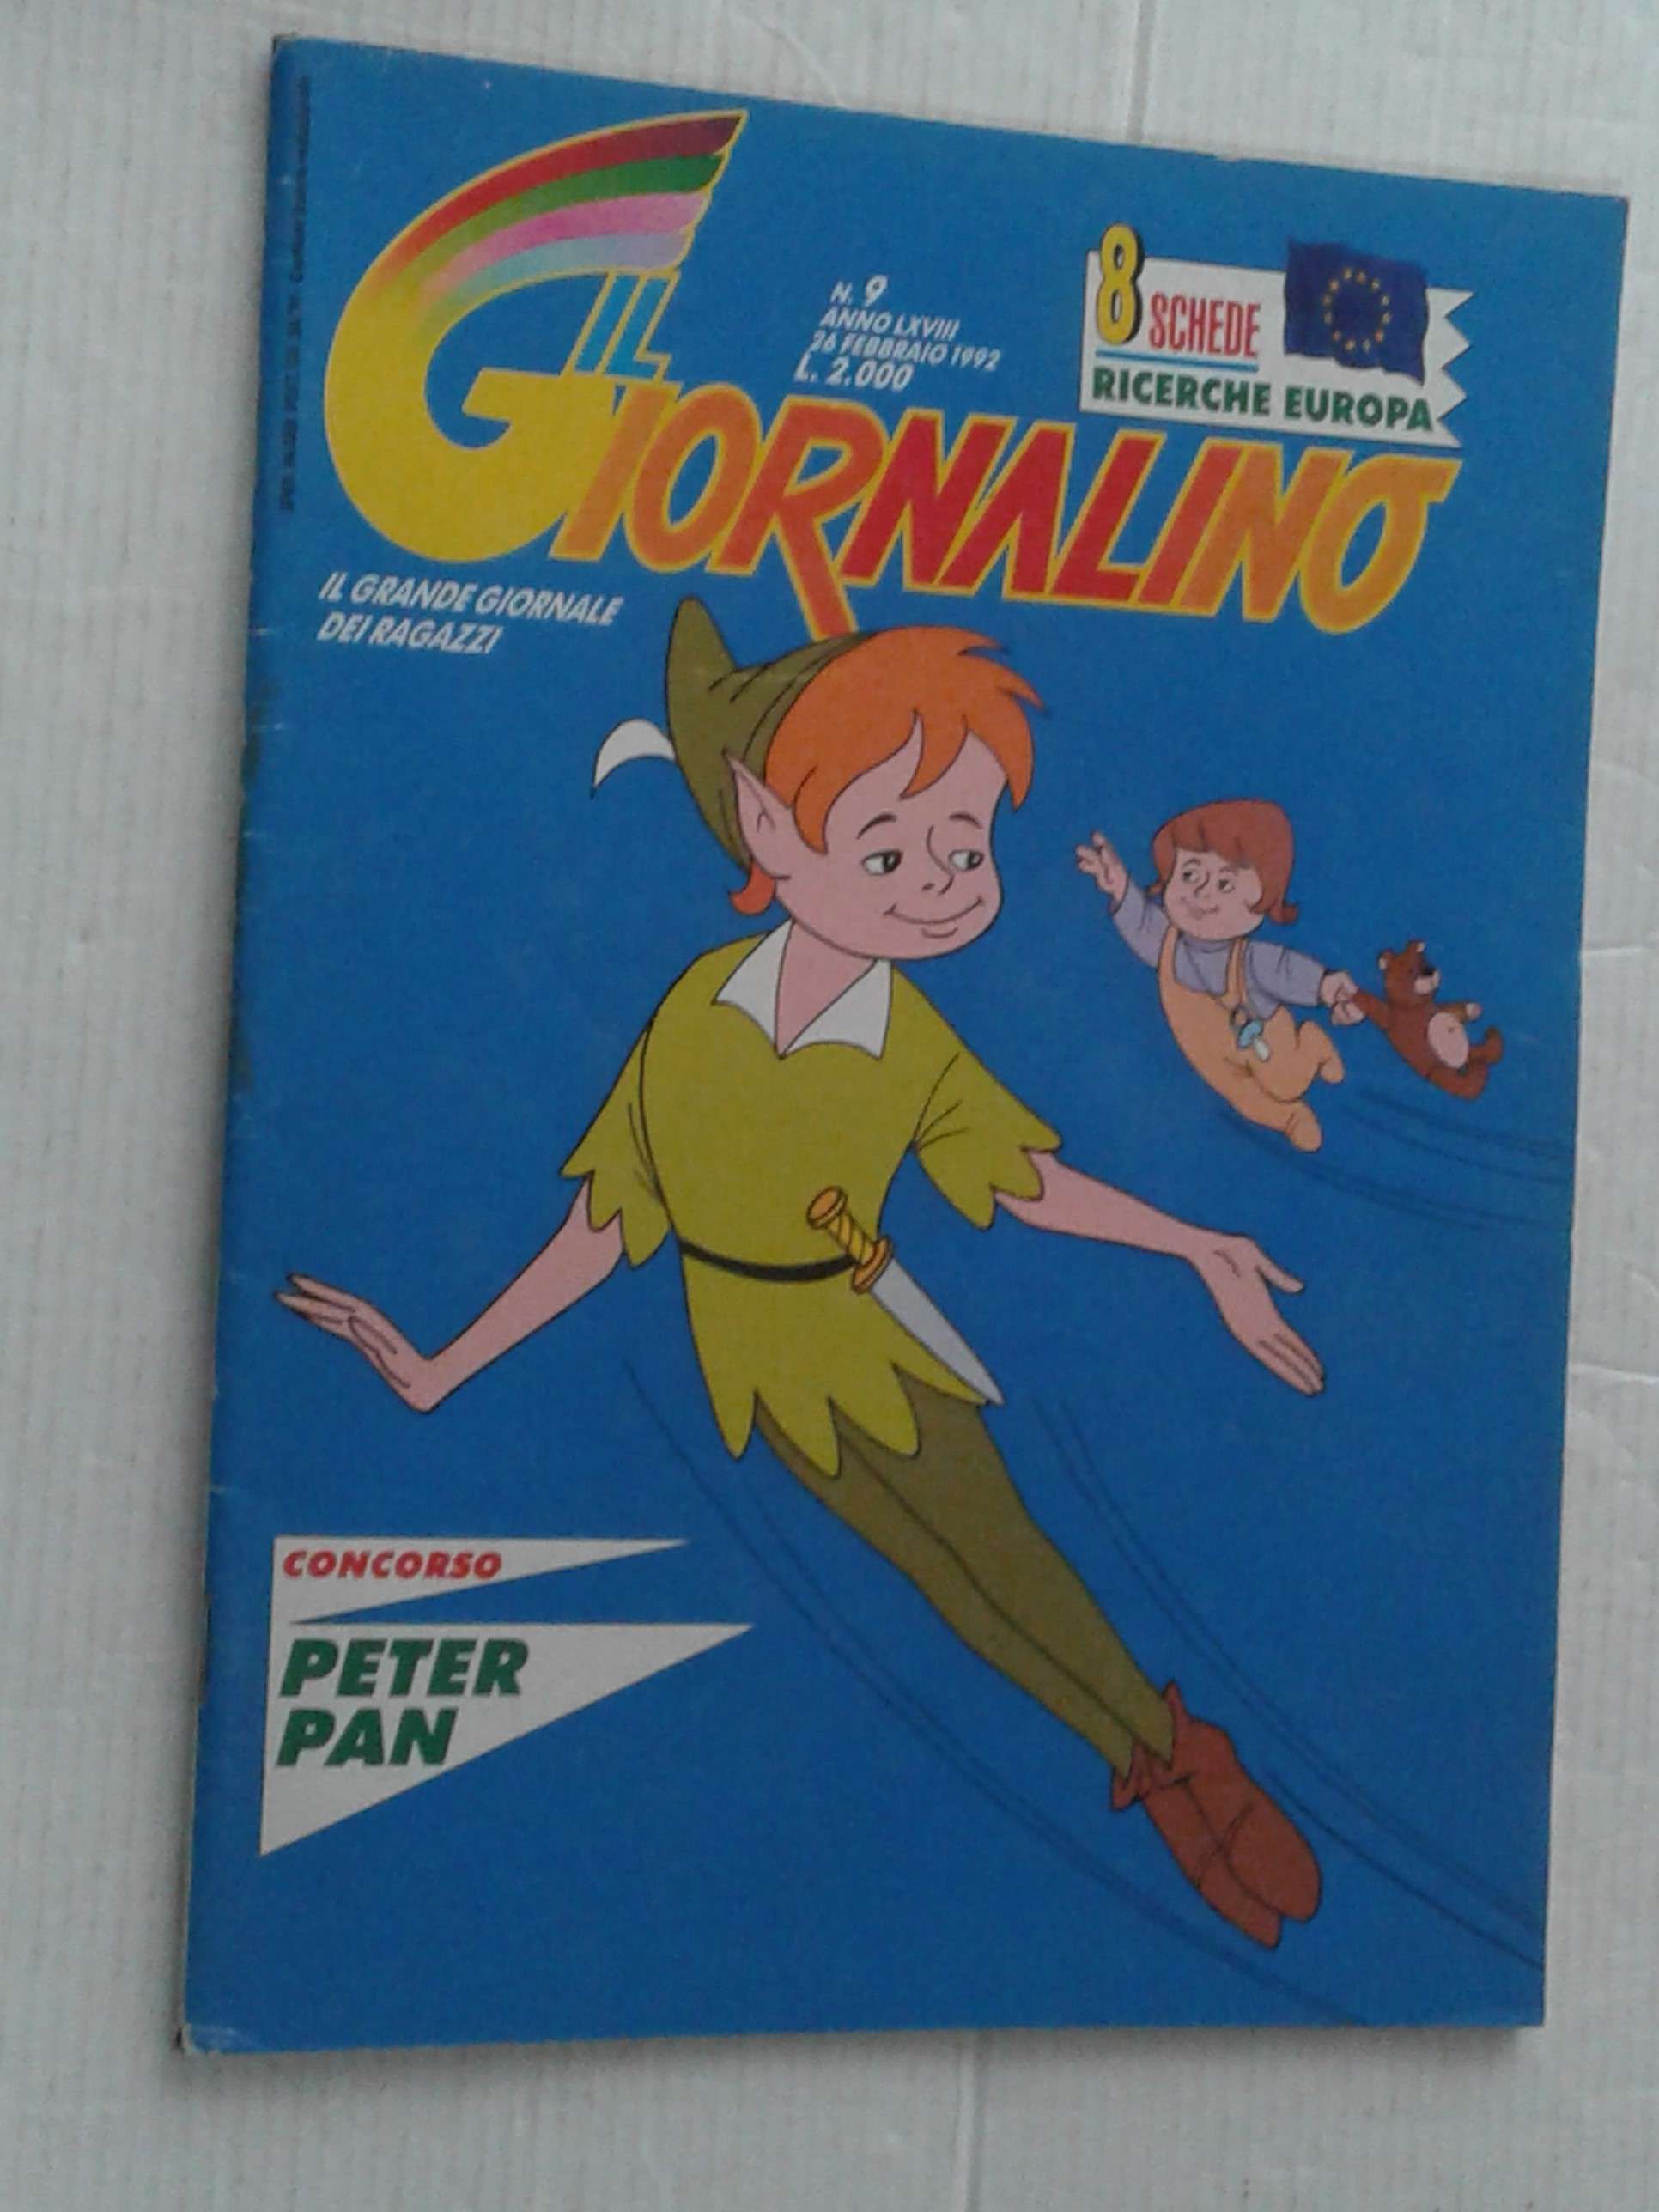 IL
GIORNALINO
N. 9
ANNO LXVIII
26 FEBBRAIO 1992
L. 2.000
8 SCHEDE
RICERCHE EUROPA
IL GRANDE GIORNALE
DEI RAGAZZI
CONCORSO
PETER
PAN